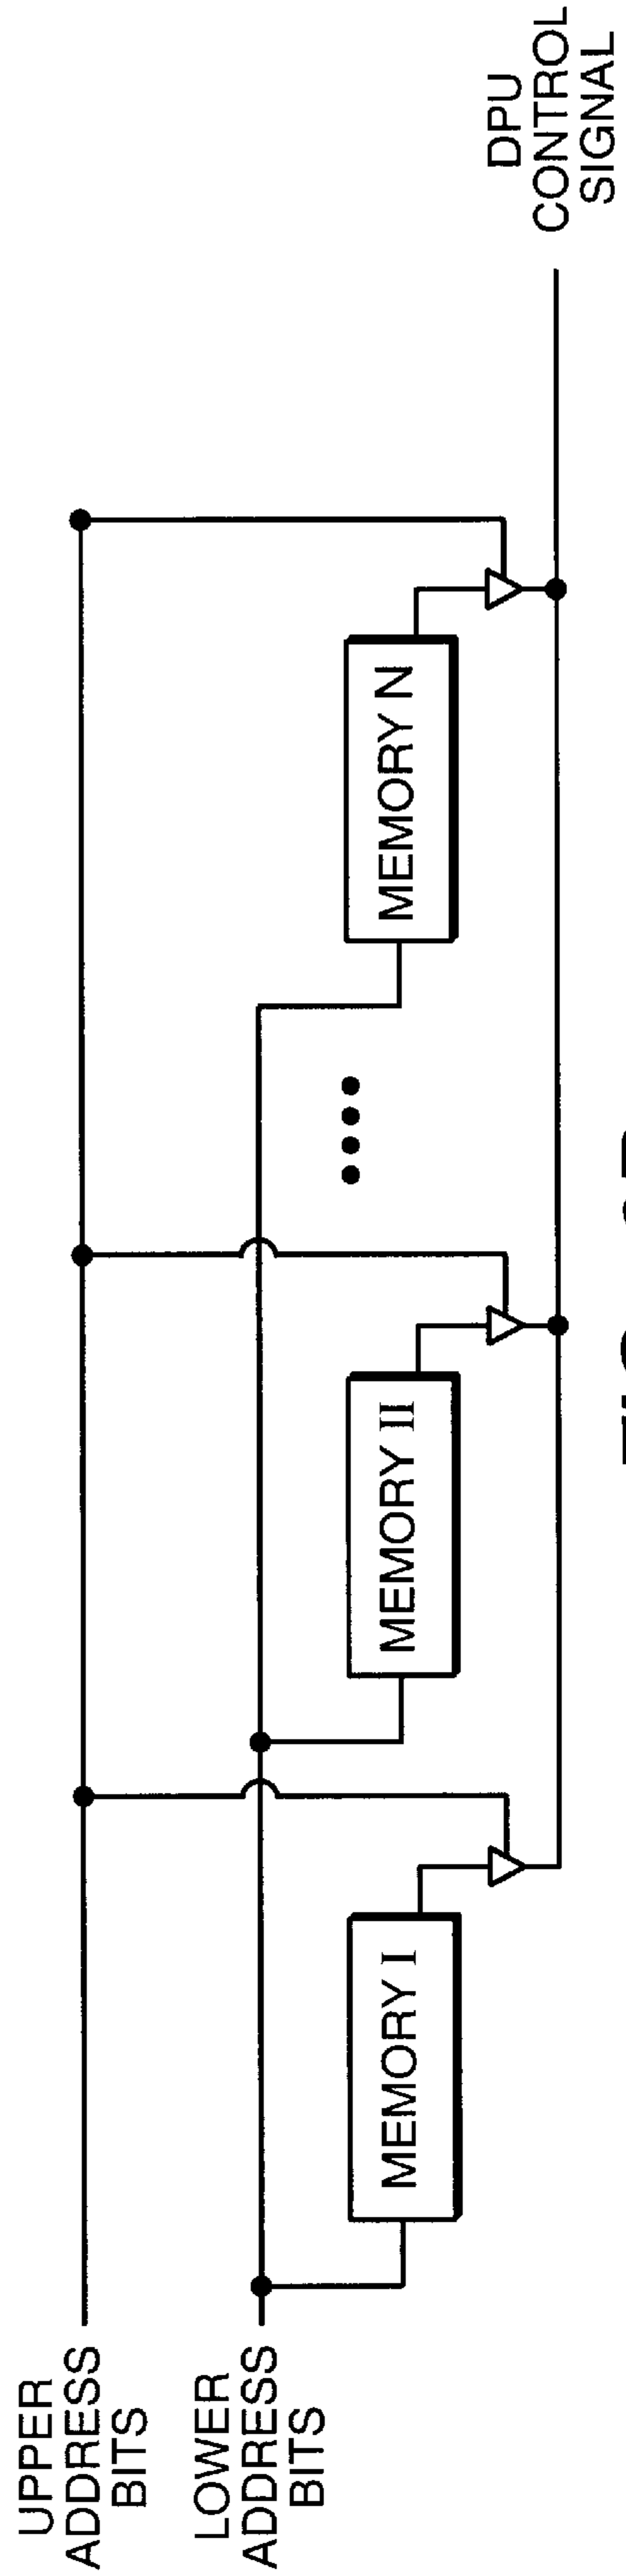 UPPER
ADDRESS
BITS
LOWER
ADDRESS
BITS
MEMORY I
MEMORY II
MEMORY N
DPU
CONTROL
SIGNAL